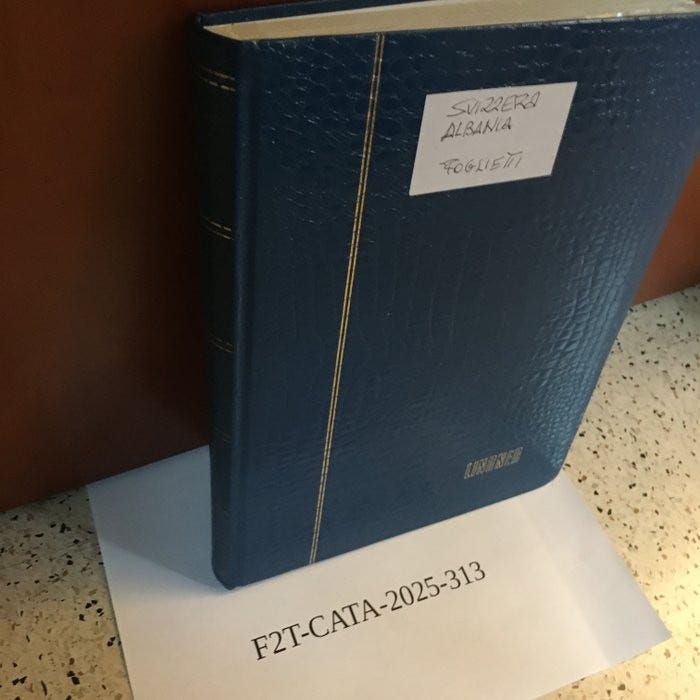 SVIZZERA
ALBANIA
FOGLIETTI
LINDNER
F2T-CATA-2025-313